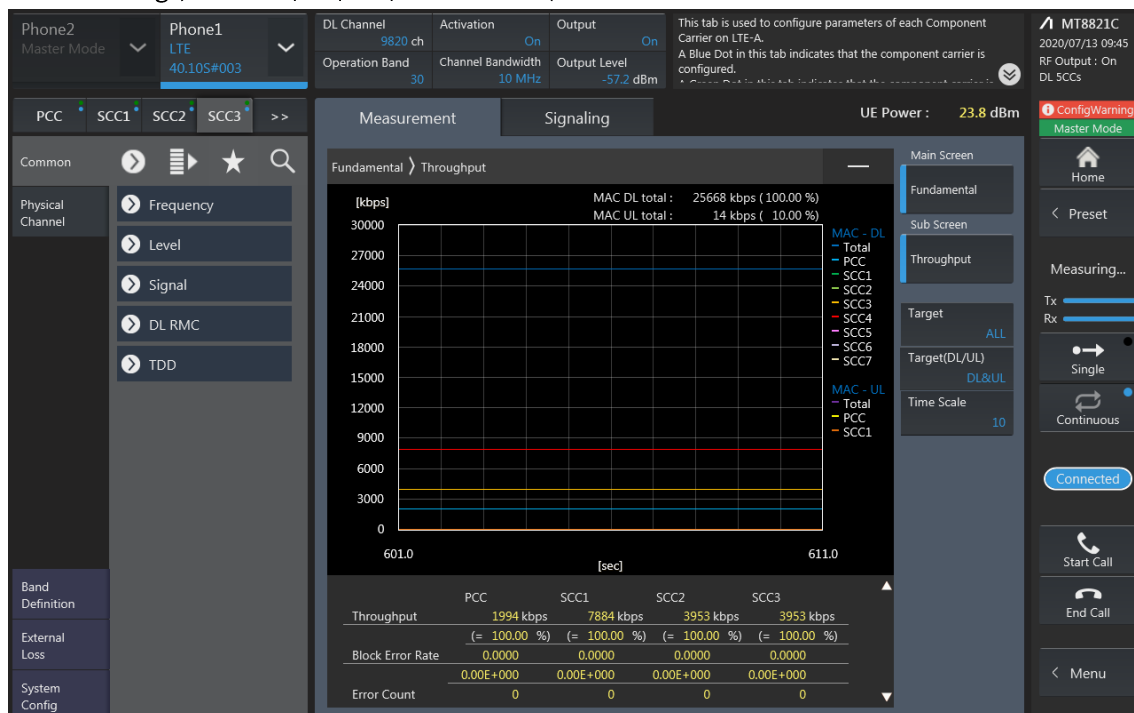 Phone2
Master Mode
Phone1
LTE
40.10S#003
DL Channel
9820 ch
Activation
On
Output
On
Operation Band
30
Channel Bandwidth
10 MHz
Output Level
-57.2 dBm
This tab is used to configure parameters of each Component
Carrier on LTE-A.
A Blue Dot in this tab indicates that the component carrier is
configured.
MT8821C
2020/07/13 09:45
RF Output : On
DL 5CCs
PCC SCC1 SCC2 SCC3 >>
Measurement
Signaling
UE Power : 23.8 dBm
ConfigWarning
Master Mode
Common
Physical
Channel
Frequency
Level
Signal
DL RMC
TDD
Band
Definition
External
Loss
System
Config
Fundamental > Throughput
[kbps]
MAC DL total : 25668 kbps (100.00 %)
MAC UL total : 14 kbps ( 10.00 %)
30000
27000
24000
21000
18000
15000
12000
9000
6000
3000
0
601.0
611.0
[sec]
MAC - DL
Total
PCC
SCC1
SCC2
SCC3
SCC4
SCC5
SCC6
SCC7
MAC - UL
Total
PCC
SCC1
PCC SCC1 SCC2 SCC3
Throughput 1994 kbps 7884 kbps 3953 kbps 3953 kbps
(= 100.00 %) (= 100.00 %) (= 100.00 %) (= 100.00 %)
Block Error Rate 0.0000 0.0000 0.0000 0.0000
0.00E+000 0.00E+000 0.00E+000 0.00E+000
Error Count 0 0 0 0
Main Screen
Fundamental
Sub Screen
Throughput
Target
ALL
Target(DL/UL)
DL&UL
Time Scale
10
Home
< Preset
Measuring...
Tx
Rx
Single
Continuous
Connected
Start Call
End Call
< Menu